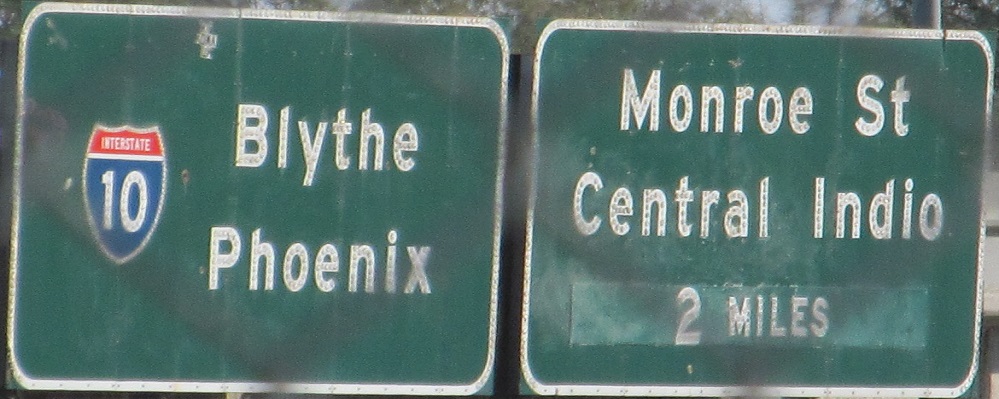 INTERSTATE
10
Blythe
Phoenix
Monroe St
Central Indio
2 MILES